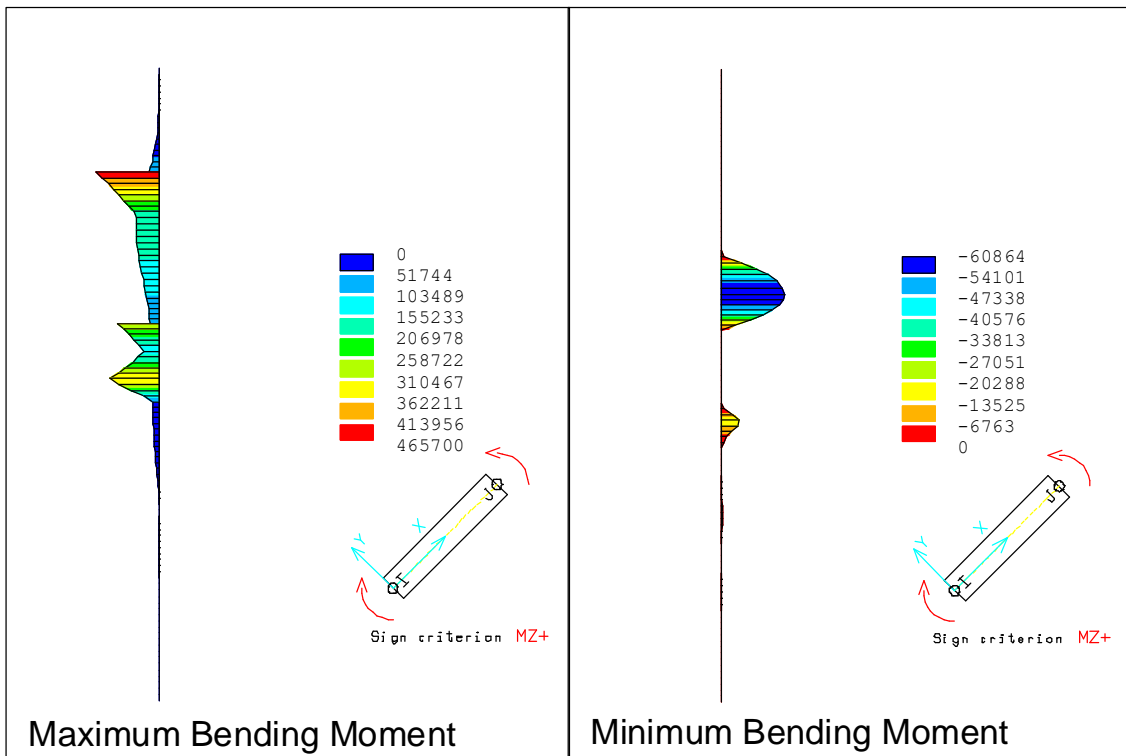 0
51744
103489
155233
206978
258722
310467
362211
413956
465700
J
X
Y
I
Sign criterion MZ+
Maximum Bending Moment
-60864
-54101
-47338
-40576
-33813
-27051
-20288
-13525
-6763
0
J
X
Y
I
Sign criterion MZ+
Minimum Bending Moment